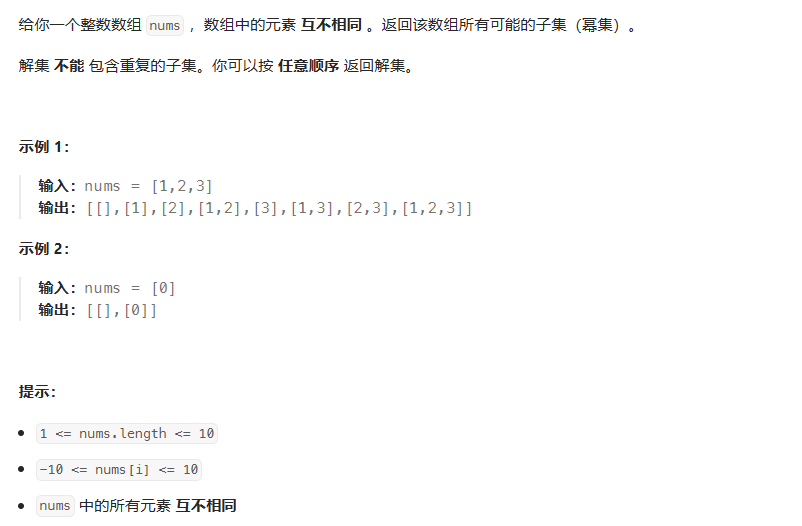 给你一个整数数组 nums ，数组中的元素 互不相同 。返回该数组所有可能的子集（幂集）。
解集 不能 包含重复的子集。你可以按 任意顺序 返回解集。
示例 1：
输入：nums = [1,2,3]
输出：[[],[1],[2],[1,2],[3],[1,3],[2,3],[1,2,3]]
示例 2：
输入：nums = [0]
输出：[[],[0]]
提示：
1 <= nums.length <= 10
-10 <= nums[i] <= 10
nums 中的所有元素 互不相同